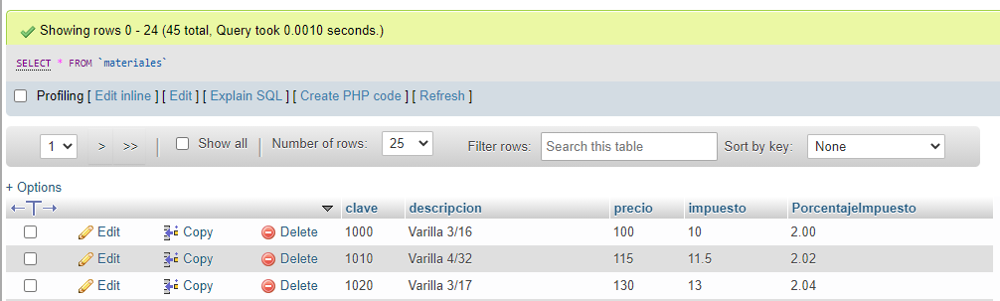 Showing rows 0 - 24 (45 total, Query took 0.0010 seconds.)
SELECT * FROM `materiales`
Profiling [ Edit inline ] [ Edit ] [ Explain SQL ] [ Create PHP code ] [ Refresh ]
1 > >> Show all | Number of rows: 25 Filter rows: Search this table Sort by key: None
+ Options
←T→ clave descripcion precio impuesto PorcentajeImpuesto
Edit Copy Delete 1000 Varilla 3/16 100 10 2.00
Edit Copy Delete 1010 Varilla 4/32 115 11.5 2.02
Edit Copy Delete 1020 Varilla 3/17 130 13 2.04